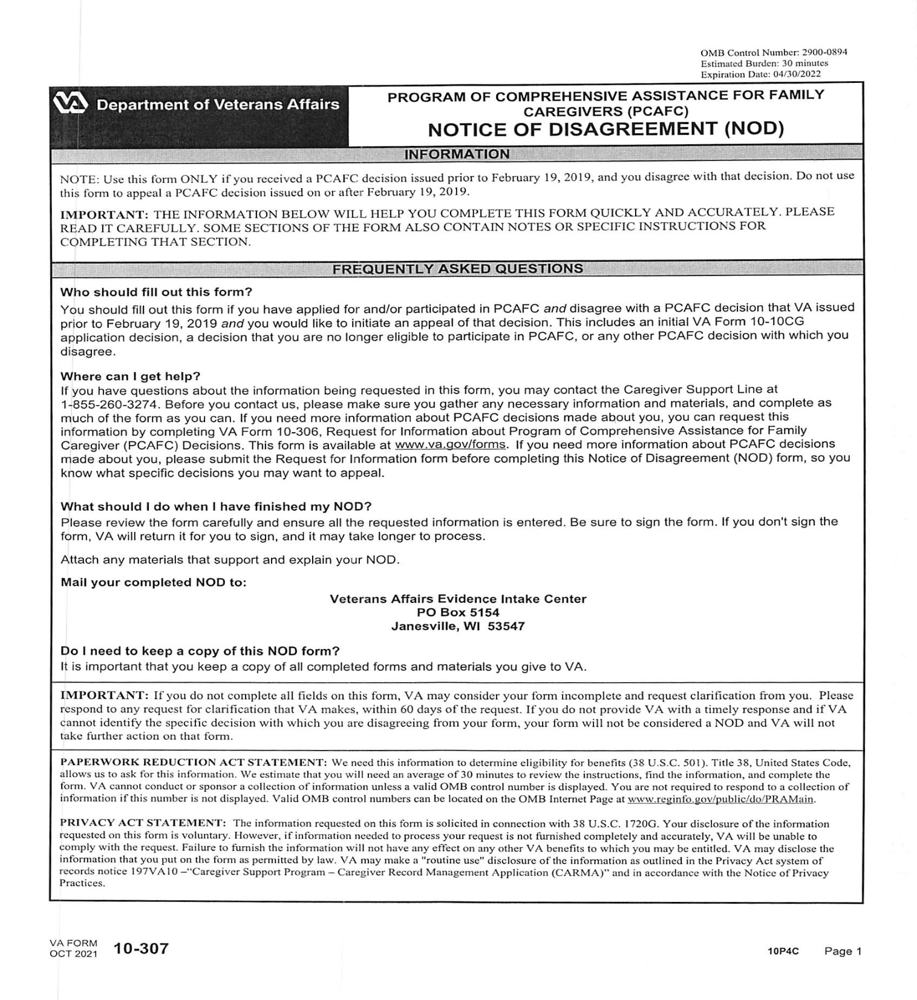 OMB Control Number: 2900-0894
Estimated Burden: 30 minutes
Expiration Date: 04/30/2022
VA Department of Veterans Affairs
PROGRAM OF COMPREHENSIVE ASSISTANCE FOR FAMILY
CAREGIVERS (PCAFC)
NOTICE OF DISAGREEMENT (NOD)
INFORMATION
NOTE: Use this form ONLY if you received a PCAFC decision issued prior to February 19, 2019, and you disagree with that decision. Do not use
this form to appeal a PCAFC decision issued on or after February 19, 2019.
IMPORTANT: THE INFORMATION BELOW WILL HELP YOU COMPLETE THIS FORM QUICKLY AND ACCURATELY. PLEASE
READ IT CAREFULLY. SOME SECTIONS OF THE FORM ALSO CONTAIN NOTES OR SPECIFIC INSTRUCTIONS FOR
COMPLETING THAT SECTION.
FREQUENTLY ASKED QUESTIONS
Who should fill out this form?
You should fill out this form if you have applied for and/or participated in PCAFC and disagree with a PCAFC decision that VA issued
prior to February 19, 2019 and you would like to initiate an appeal of that decision. This includes an initial VA Form 10-10CG
application decision, a decision that you are no longer eligible to participate in PCAFC, or any other PCAFC decision with which you
disagree.
Where can I get help?
If you have questions about the information being requested in this form, you may contact the Caregiver Support Line at
1-855-260-3274. Before you contact us, please make sure you gather any necessary information and materials, and complete as
much of the form as you can. If you need more information about PCAFC decisions made about you, you can request this
information by completing VA Form 10-306, Request for Information about Program of Comprehensive Assistance for Family
Caregiver (PCAFC) Decisions. This form is available at www.va.gov/forms. If you need more information about PCAFC decisions
made about you, please submit the Request for Information form before completing this Notice of Disagreement (NOD) form, so you
know what specific decisions you may want to appeal.
What should I do when I have finished my NOD?
Please review the form carefully and ensure all the requested information is entered. Be sure to sign the form. If you don't sign the
form, VA will return it for you to sign, and it may take longer to process.
Attach any materials that support and explain your NOD.
Mail your completed NOD to:
Veterans Affairs Evidence Intake Center
PO Box 5154
Janesville, WI 53547
Do I need to keep a copy of this NOD form?
It is important that you keep a copy of all completed forms and materials you give to VA.
IMPORTANT: If you do not complete all fields on this form, VA may consider your form incomplete and request clarification from you. Please
respond to any request for clarification that VA makes, within 60 days of the request. If you do not provide VA with a timely response and if VA
cannot identify the specific decision with which you are disagreeing from your form, your form will not be considered a NOD and VA will not
take further action on that form.
PAPERWORK REDUCTION ACT STATEMENT: We need this information to determine eligibility for benefits (38 U.S.C. 501). Title 38, United States Code,
allows us to ask for this information. We estimate that you will need an average of 30 minutes to review the instructions, find the information, and complete the
form. VA cannot conduct or sponsor a collection of information unless a valid OMB control number is displayed. You are not required to respond to a collection of
information if this number is not displayed. Valid OMB control numbers can be located on the OMB Internet Page at www.reginfo.gov/public/do/PRAMain.
PRIVACY ACT STATEMENT: The information requested on this form is solicited in connection with 38 U.S.C. 1720G. Your disclosure of the information
requested on this form is voluntary. However, if information needed to process your request is not furnished completely and accurately, VA will be unable to
comply with the request. Failure to furnish the information will not have any effect on any other VA benefits to which you may be entitled. VA may disclose the
information that you put on the form as permitted by law. VA may make a "routine use" disclosure of the information as outlined in the Privacy Act system of
records notice 197VA10 –“Caregiver Support Program – Caregiver Record Management Application (CARMA)” and in accordance with the Notice of Privacy
Practices.
VA FORM
OCT 2021
10-307
10P4C
Page 1